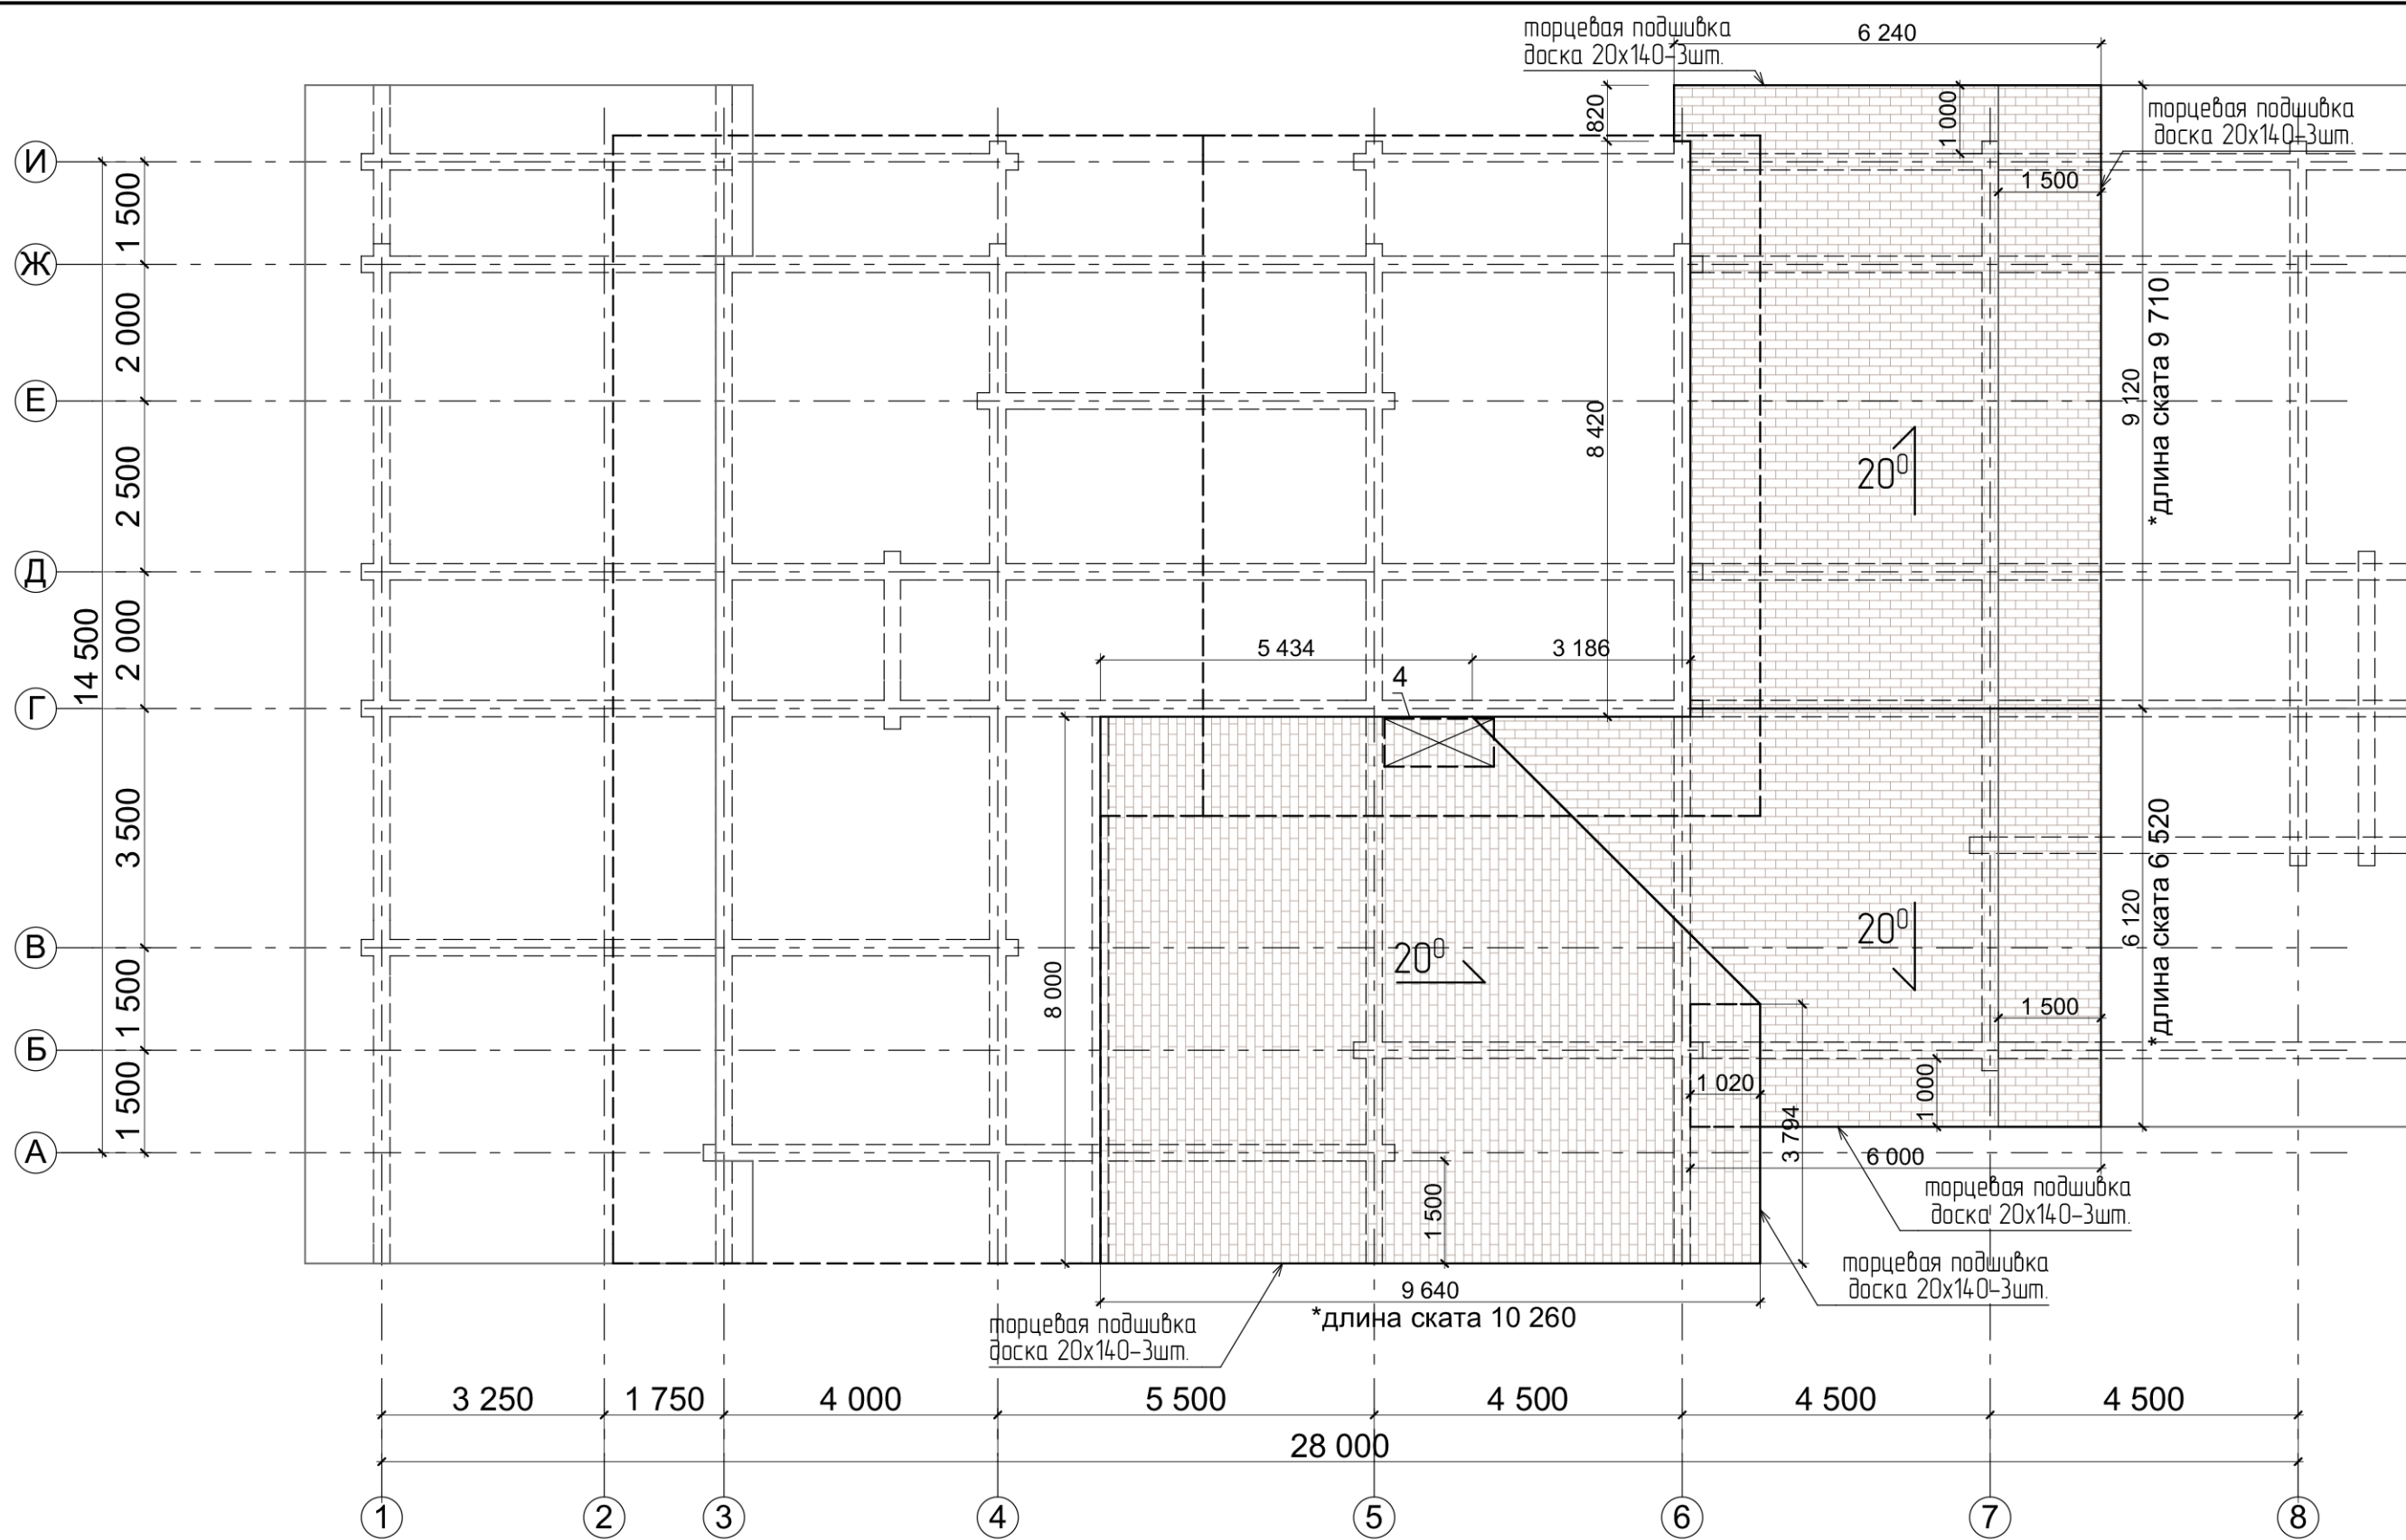 торцевая подшивка
доска 20х140-3шт.
6 240
820
1 000
торцевая подшивка
доска 20х140-3шт.
1 500
И
Ж
Е
Д
Г
В
Б
А
1 500
2 000
2 500
2 000
3 500
1 500
1 500
14 500
8 420
20⁰
9 120
*длина ската 9 710
5 434
3 186
4
8 000
20⁰
20⁰
6 120
*длина ската 6 520
1 500
1 020
1 000
3 794
6 000
1 500
торцевая подшивка
доска 20х140-3шт.
торцевая подшивка
доска 20х140-3шт.
9 640
*длина ската 10 260
торцевая подшивка
доска 20х140-3шт.
3 250
1 750
4 000
5 500
4 500
4 500
4 500
28 000
1
2
3
4
5
6
7
8